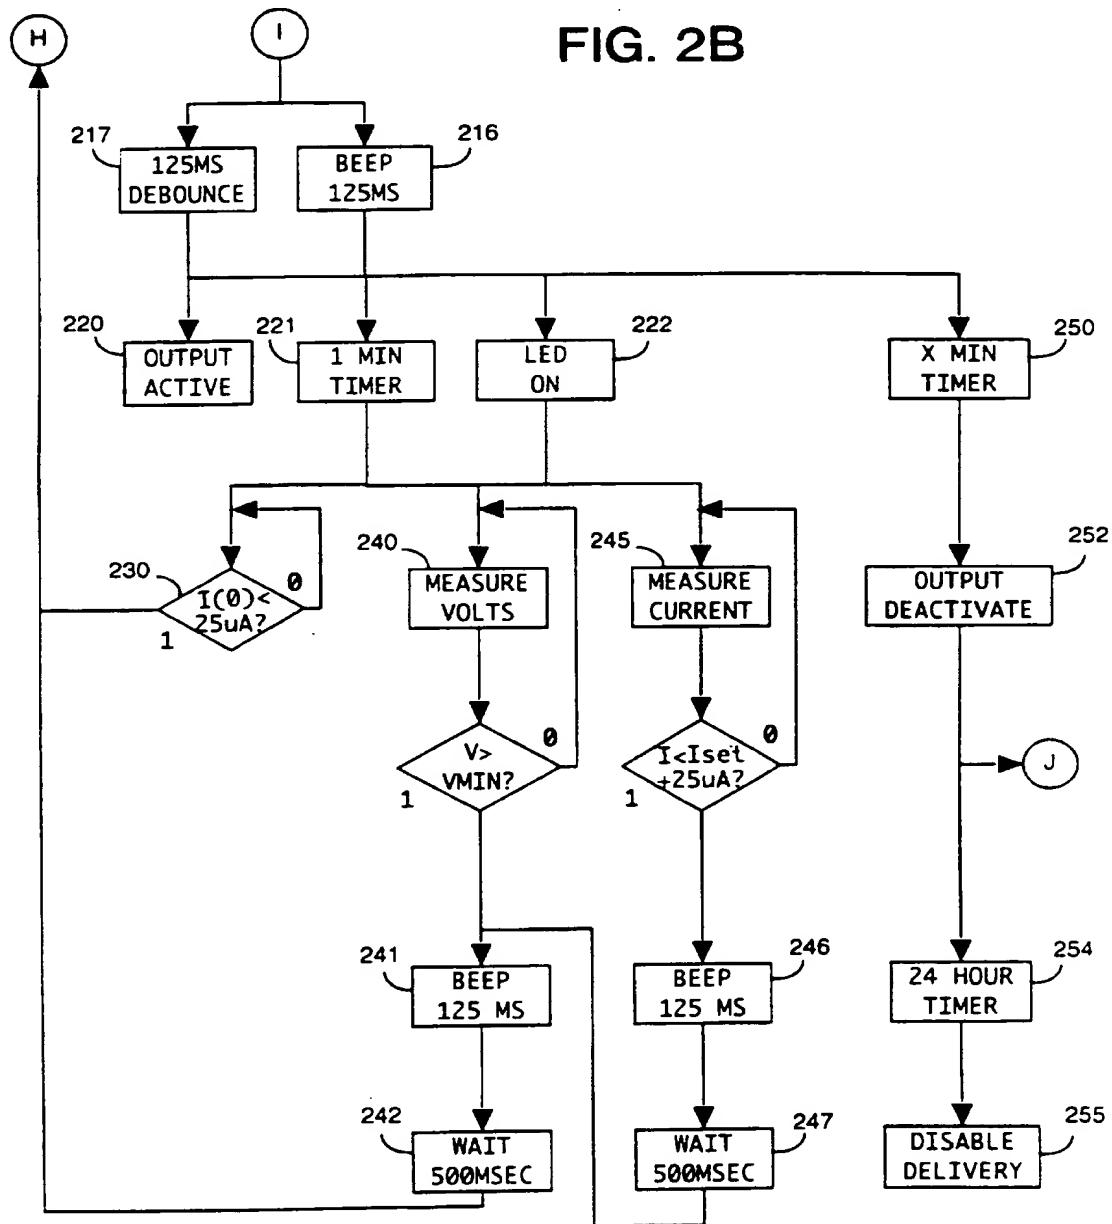 H
I
FIG. 2B
217
125MS
DEBOUNCE
BEEP
125MS
216
220
OUTPUT
ACTIVE
221
1 MIN
TIMER
LED
ON
222
X MIN
TIMER
250
230
I(0)<
25uA?
0
1
240
MEASURE
VOLTS
245
MEASURE
CURRENT
OUTPUT
DEACTIVATE
252
V>
VMIN?
0
1
I<Iset
+25uA?
0
1
J
241
BEEP
125 MS
BEEP
125 MS
246
24 HOUR
TIMER
254
242
WAIT
500MSEC
WAIT
500MSEC
247
DISABLE
DELIVERY
255